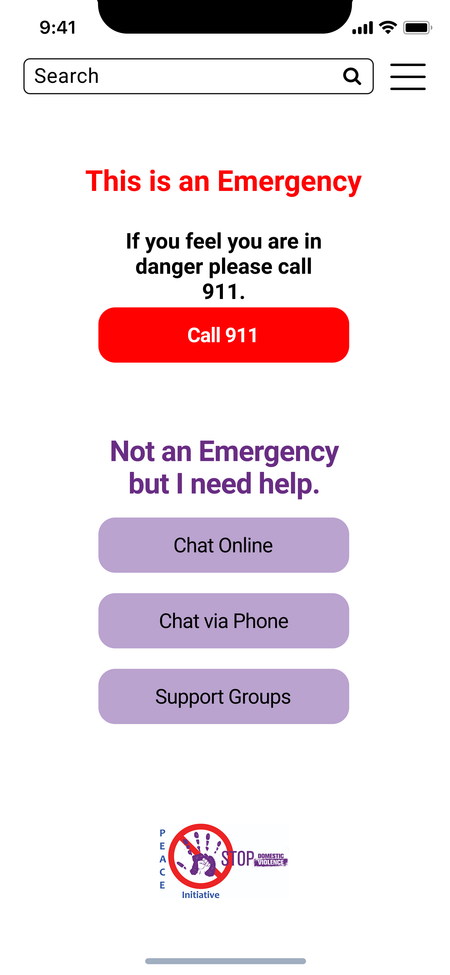 9:41
Search
This is an Emergency
If you feel you are in
danger please call
911.
Call 911
Not an Emergency
but I need help.
Chat Online
Chat via Phone
Support Groups
PEACE
STOP DOMESTIC
VIOLENCE
Initiative